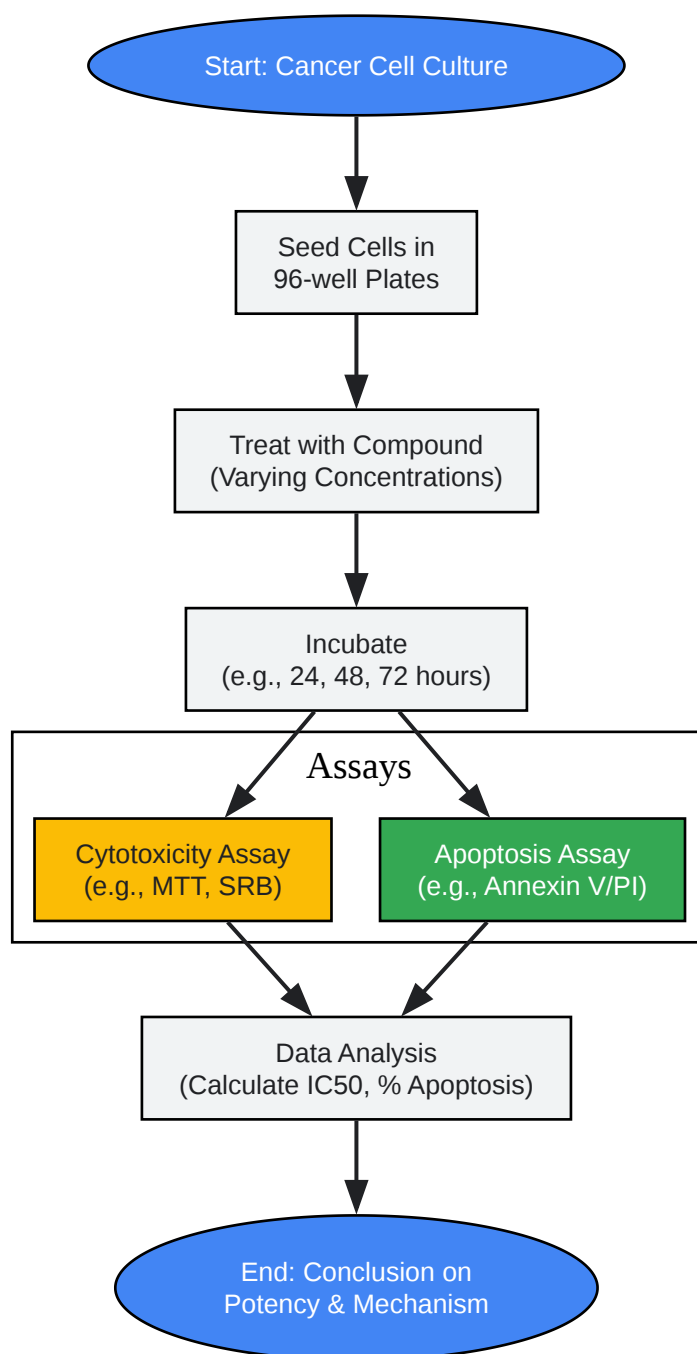 Start: Cancer Cell Culture
Seed Cells in
96-well Plates
Treat with Compound
(Varying Concentrations)
Incubate
(e.g., 24, 48, 72 hours)
Assays
Cytotoxicity Assay
(e.g., MTT, SRB)
Apoptosis Assay
(e.g., Annexin V/PI)
Data Analysis
(Calculate IC50, % Apoptosis)
End: Conclusion on
Potency & Mechanism